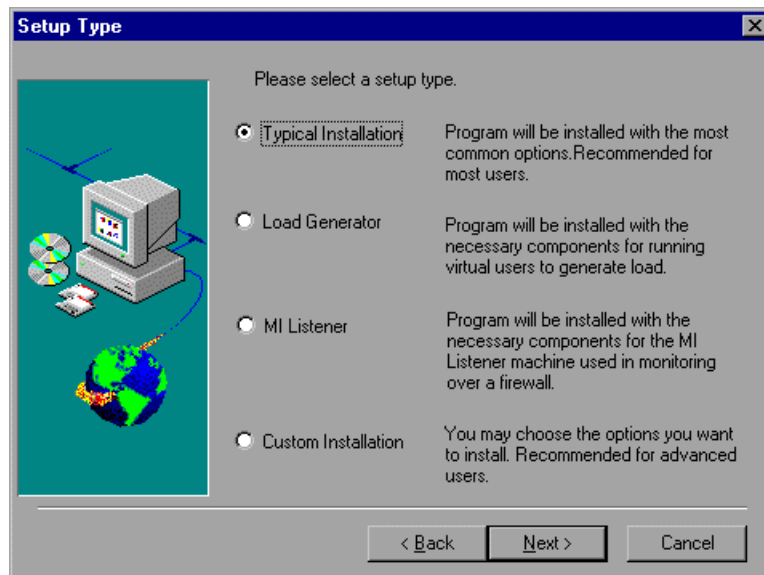 Setup Type
Please select a setup type.
Typical Installation
Program will be installed with the most
common options.Recommended for
most users.
Load Generator
Program will be installed with the
necessary components for running
virtual users to generate load.
MI Listener
Program will be installed with the
necessary components for the MI
Listener machine used in monitoring
over a firewall.
Custom Installation
You may choose the options you want
to install. Recommended for advanced
users.
< Back
Next >
Cancel